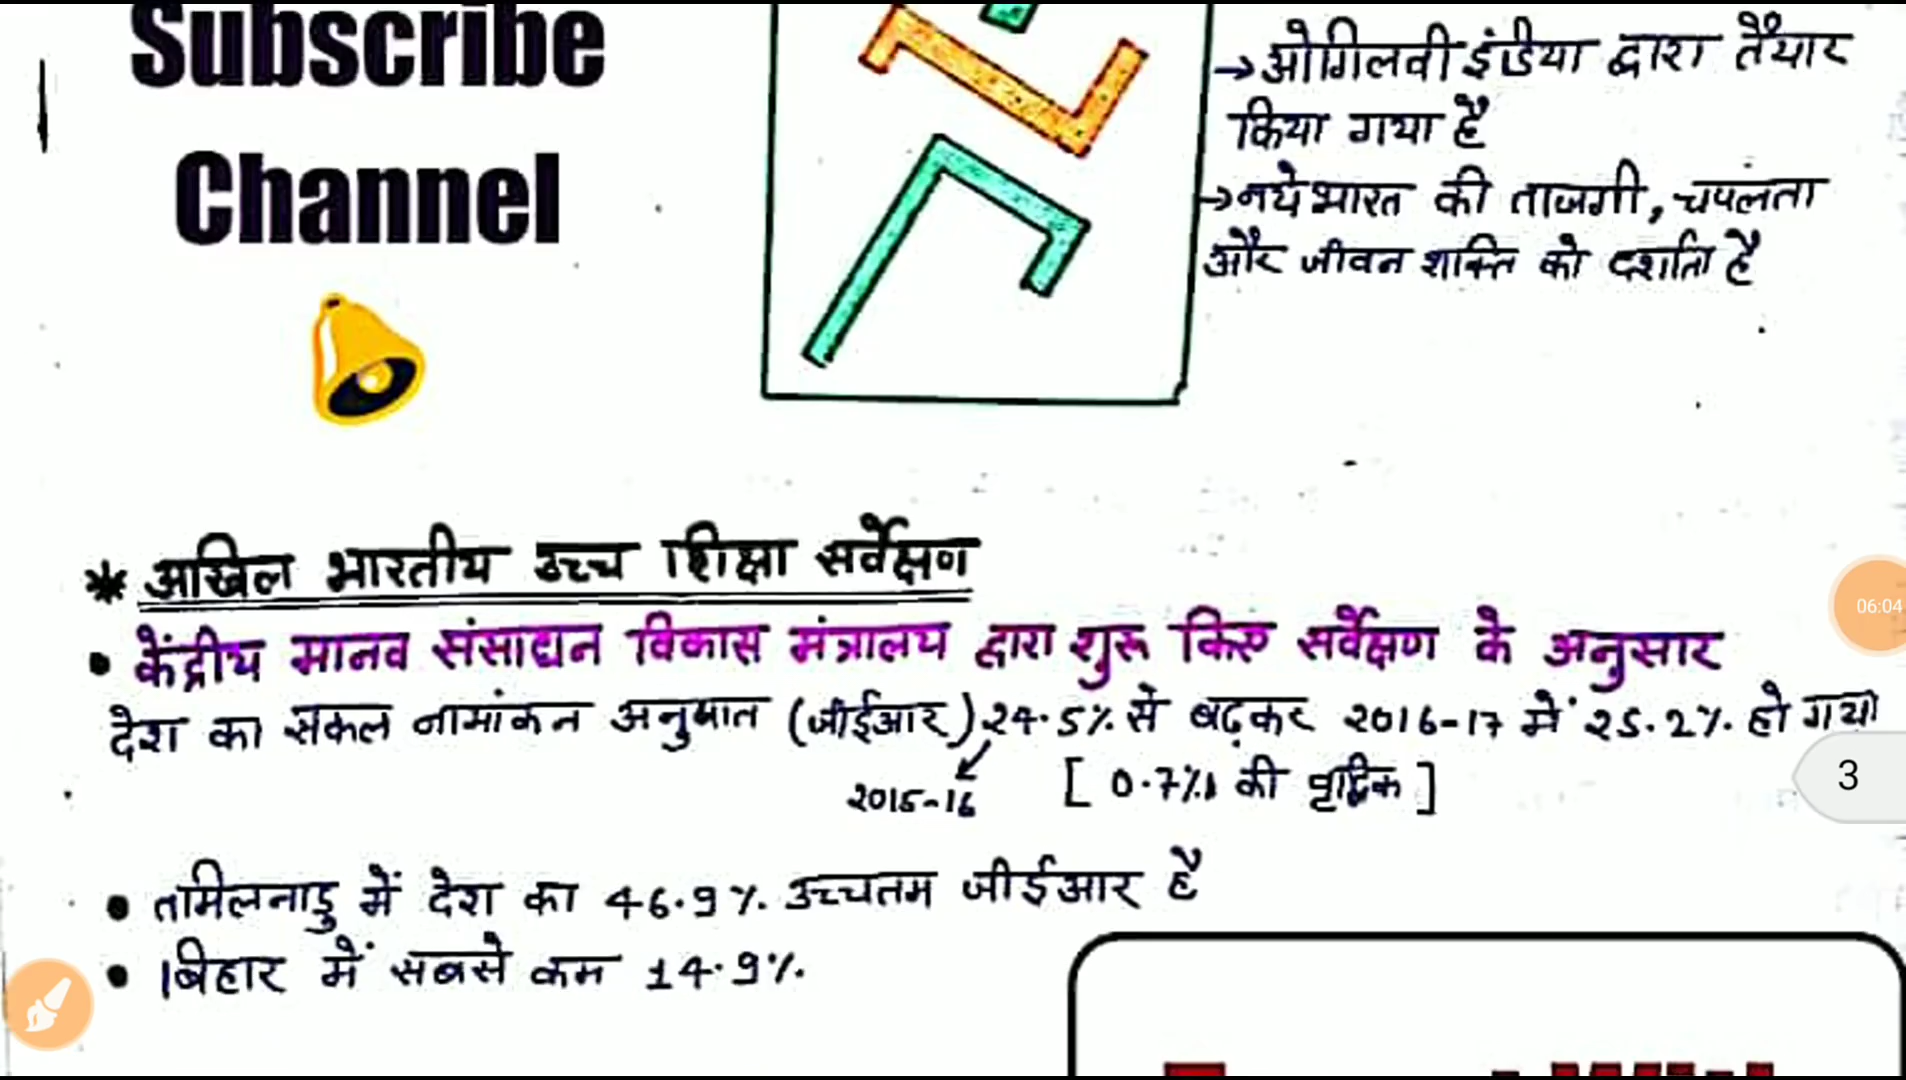 Subscribe
Channel
→ ओगिलवी इंडिया द्वारा तैयार
किया गया है
→ नये भारत की ताजगी, चपलता
और जीवन शक्ति को दर्शाता है
* अखिल भारतीय उच्च शिक्षा सर्वेक्षण
• केंद्रीय मानव संसाधन विकास मंत्रालय द्वारा शुरू किए सर्वेक्षण के अनुसार
देश का सकल नामांकन अनुपात (जीईआर) 24.5% से बढ़कर 2016-17 में 25.2% हो गया
2015-16 [ 0.7% की वृद्धि ]
• तामिलनाडु में देश का 46.9% उच्चतम जीईआर है
• बिहार में सबसे कम 14.9%
06:04
3